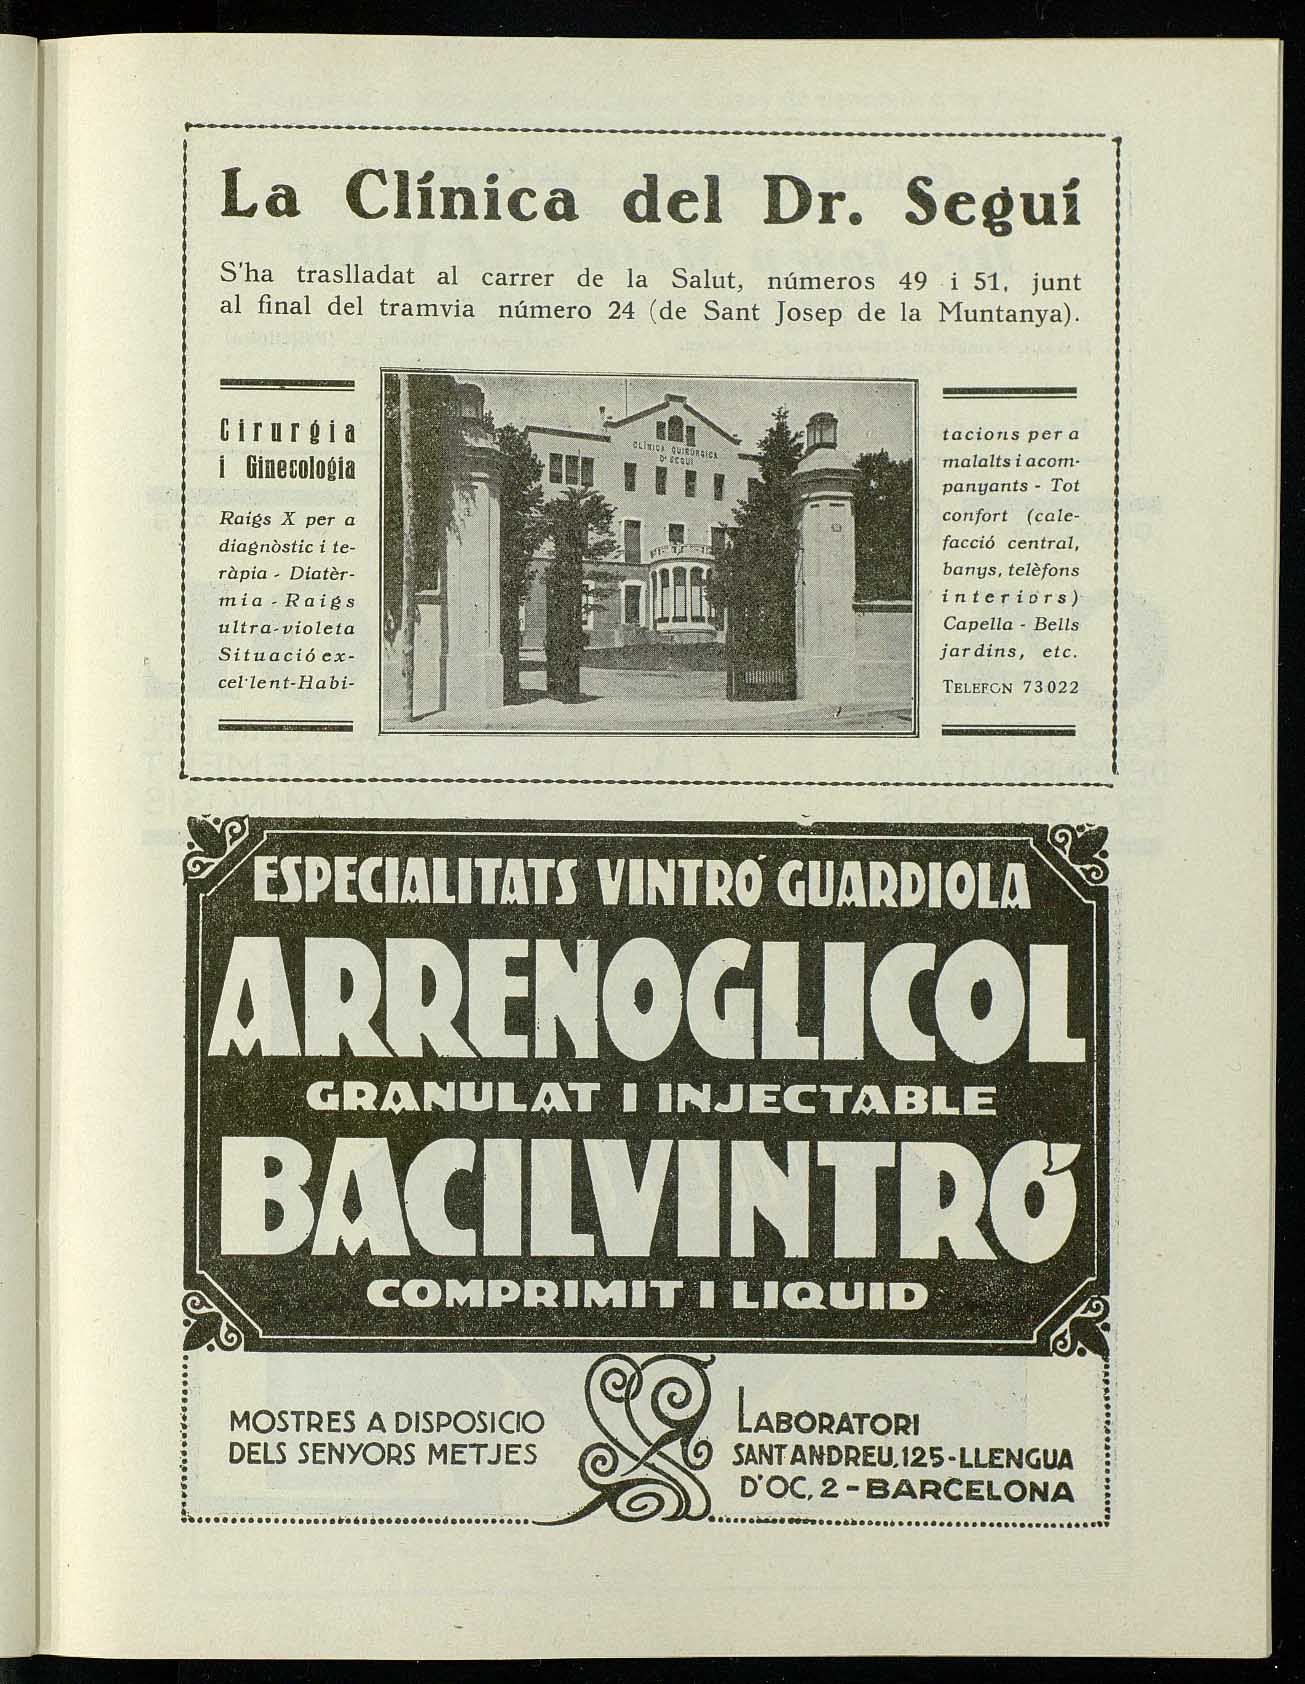 La Clínica del Dr. Seguí
S'ha traslladat al carrer de la Salut, números 49 i 51, junt
al final del tramvia número 24 (de Sant Josep de la Muntanya).
Cirurgia
i Ginecologia
Raigs X per a
diagnòstic i te-
ràpia - Diatèr-
mia - Raigs
ultra-violeta
Situació ex-
cel·lent-Habi-
CLÍNICA QUIRÚRGICA
Dr SEGUI
tacions per a
malalts i acom-
panyants - Tot
confort (cale-
facció central,
banys, telèfons
interiors)
Capella - Bells
jardins, etc.
TELEFON 73022
ESPECIALITATS VINTRÓ GUARDIOLA
ARRENOGLICOL
GRANULAT I INJECTABLE
BACILVINTRÓ
COMPRIMIT I LIQUID
MOSTRES A DISPOSICIO
DELS SENYORS METJES
LABORATORI
SANT ANDREU, 125-LLENGUA
D'OC, 2 - BARCELONA